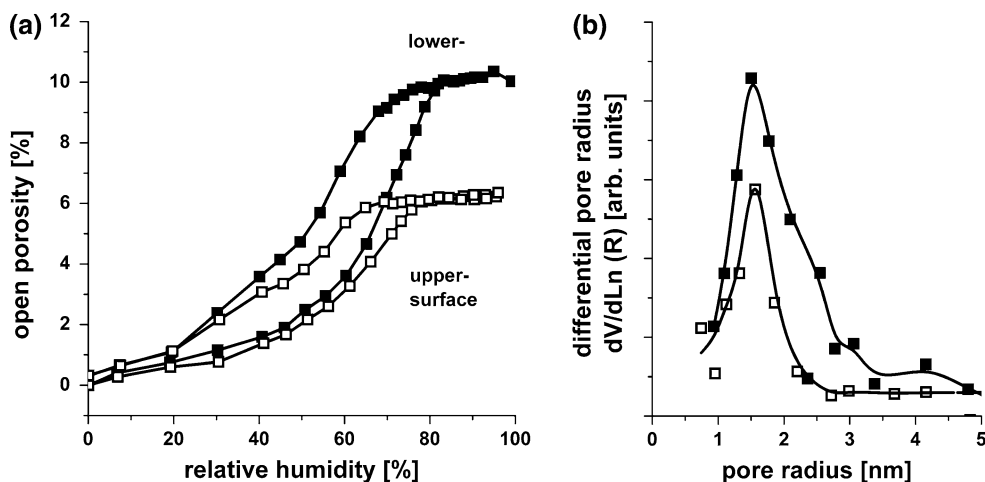 (a)
12
10
8
6
4
2
0
open porosity [%]
lower-
upper-
surface
0
20
40
60
80
100
relative humidity [%]
(b)
differential pore radius
dV/dLn (R) [arb. units]
0
1
2
3
4
5
pore radius [nm]